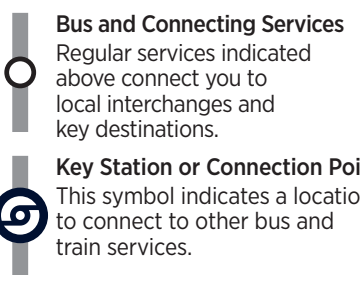 Bus and Connecting Services
Regular services indicated
above connect you to
local interchanges and
key destinations.
Key Station or Connection Poi
This symbol indicates a locatio
to connect to other bus and
train services.